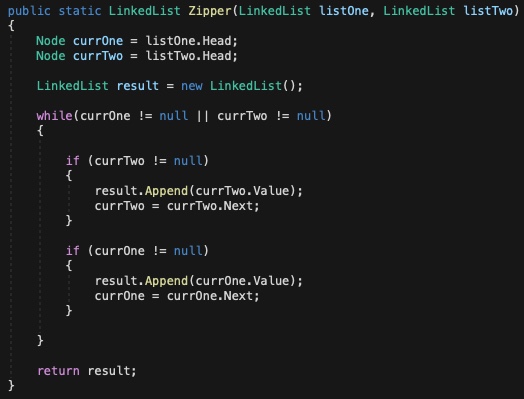 public static LinkedList Zipper(LinkedList listOne, LinkedList listTwo)
{
    Node currOne = listOne.Head;
    Node currTwo = listTwo.Head;

    LinkedList result = new LinkedList();

    while(currOne != null || currTwo != null)
    {

        if (currTwo != null)
        {
            result.Append(currTwo.Value);
            currTwo = currTwo.Next;
        }

        if (currOne != null)
        {
            result.Append(currOne.Value);
            currOne = currOne.Next;
        }

    }

    return result;
}